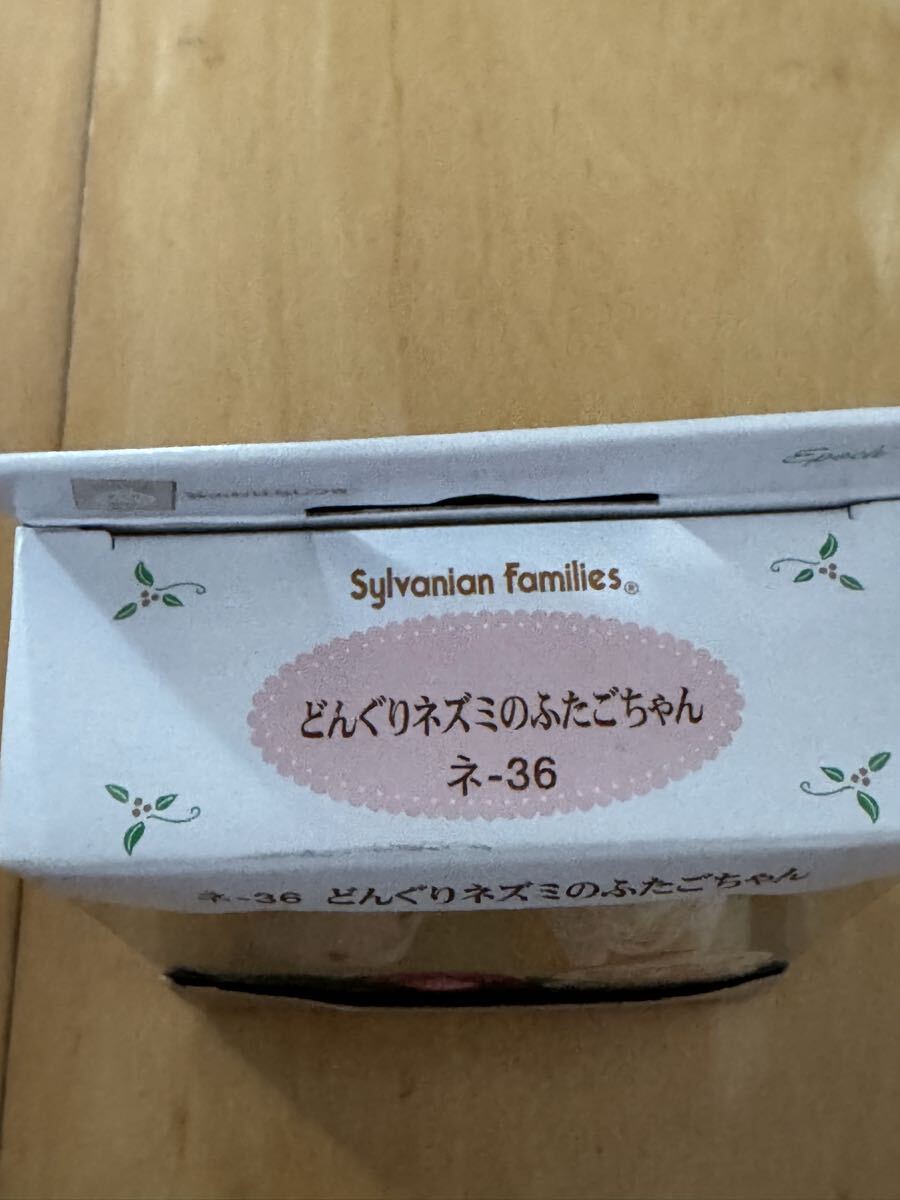 Epoch
Sylvanian Families®
どんぐりネズミのふたごちゃん
ネ-36
ネ-36 どんぐりネズミのふたごちゃん